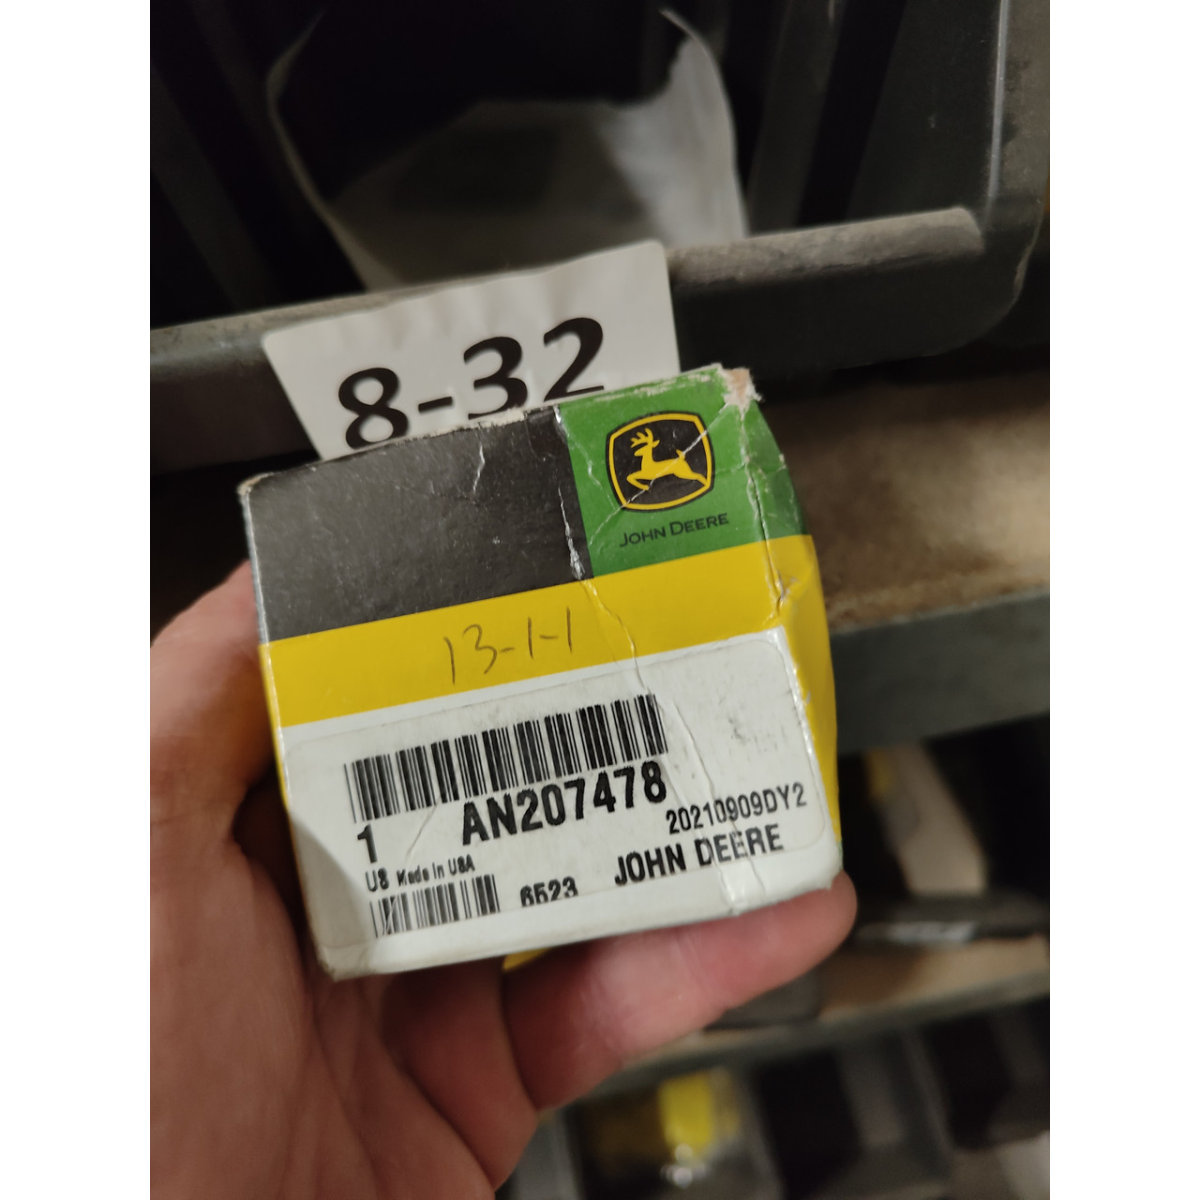 8-32
JOHN DEERE
13-1-1
AN207478
1
20210909DY2
US Made in USA
JOHN DEERE
6523